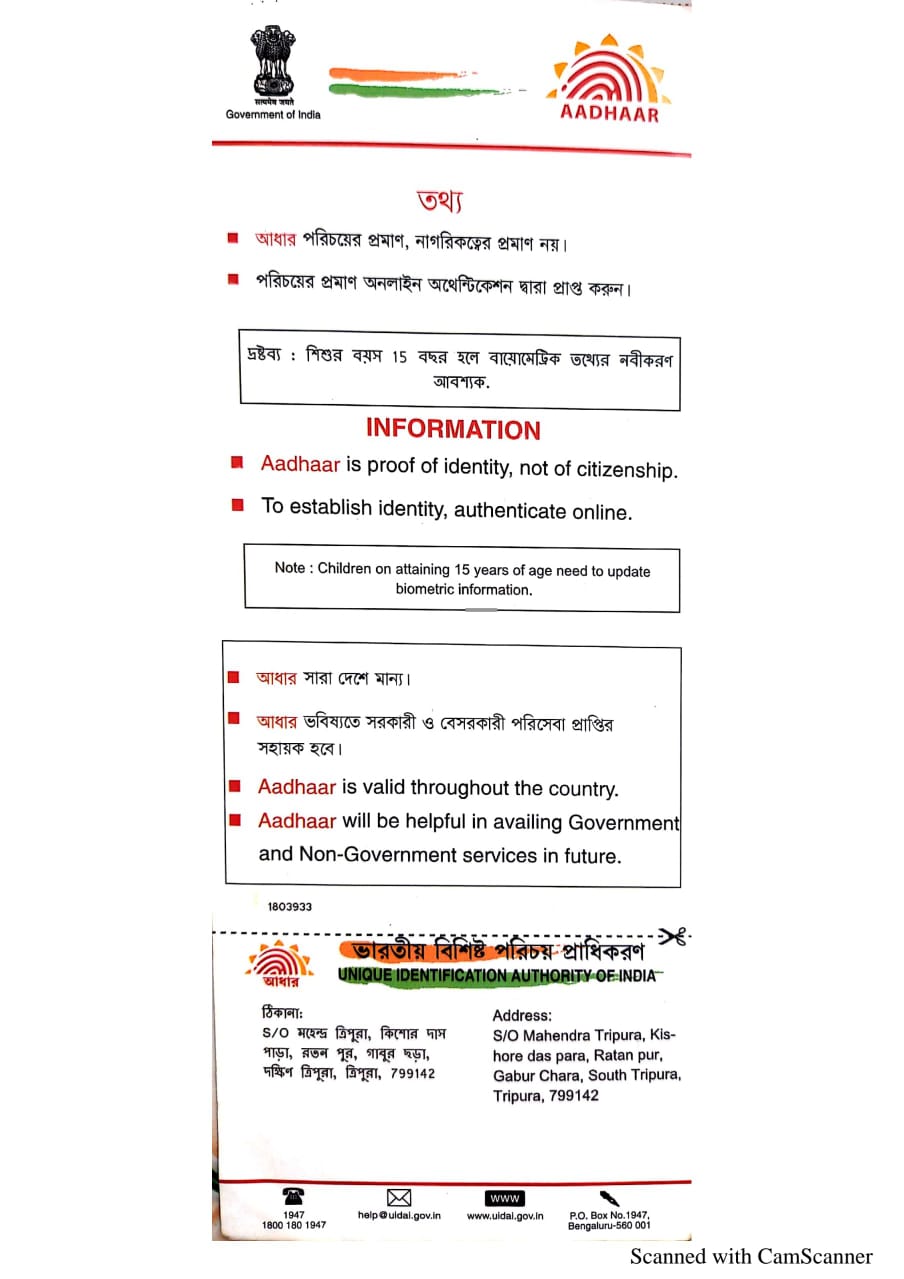 सत्यमेव जयते
Government of India
AADHAAR
তথ্য
আধার পরিচয়ের প্রমাণ, নাগরিকত্বের প্রমাণ নয়।
পরিচয়ের প্রমাণ অনলাইন অথেন্টিকেশন দ্বারা প্রাপ্ত করুন।
দ্রষ্টব্য : শিশুর বয়স 15 বছর হলে বায়োমেট্রিক তথ্যের নবীকরণ
আবশ্যক.
INFORMATION
Aadhaar is proof of identity, not of citizenship.
To establish identity, authenticate online.
Note : Children on attaining 15 years of age need to update
biometric information.
আধার সারা দেশে মান্য।
আধার ভবিষ্যতে সরকারী ও বেসরকারী পরিসেবা প্রাপ্তির
সহায়ক হবে।
Aadhaar is valid throughout the country.
Aadhaar will be helpful in availing Government
and Non-Government services in future.
1803933
ভারতীয় বিশিষ্ট পরিচয় প্রাধিকরণ
UNIQUE IDENTIFICATION AUTHORITY OF INDIA
আধার
ঠিকানা:
S/O মহেন্দ্র ত্রিপুরা, কিশোর দাস
পাড়া, রতন পূর, গাবুর ছড়া,
দক্ষিণ ত্রিপুরা, ত্রিপুরা, 799142
Address:
S/O Mahendra Tripura, Kis-
hore das para, Ratan pur,
Gabur Chara, South Tripura,
Tripura, 799142
1947
1800 180 1947
help@uidai.gov.in
www
www.uidai.gov.in
P.O. Box No.1947,
Bengaluru-560 001
Scanned with CamScanner